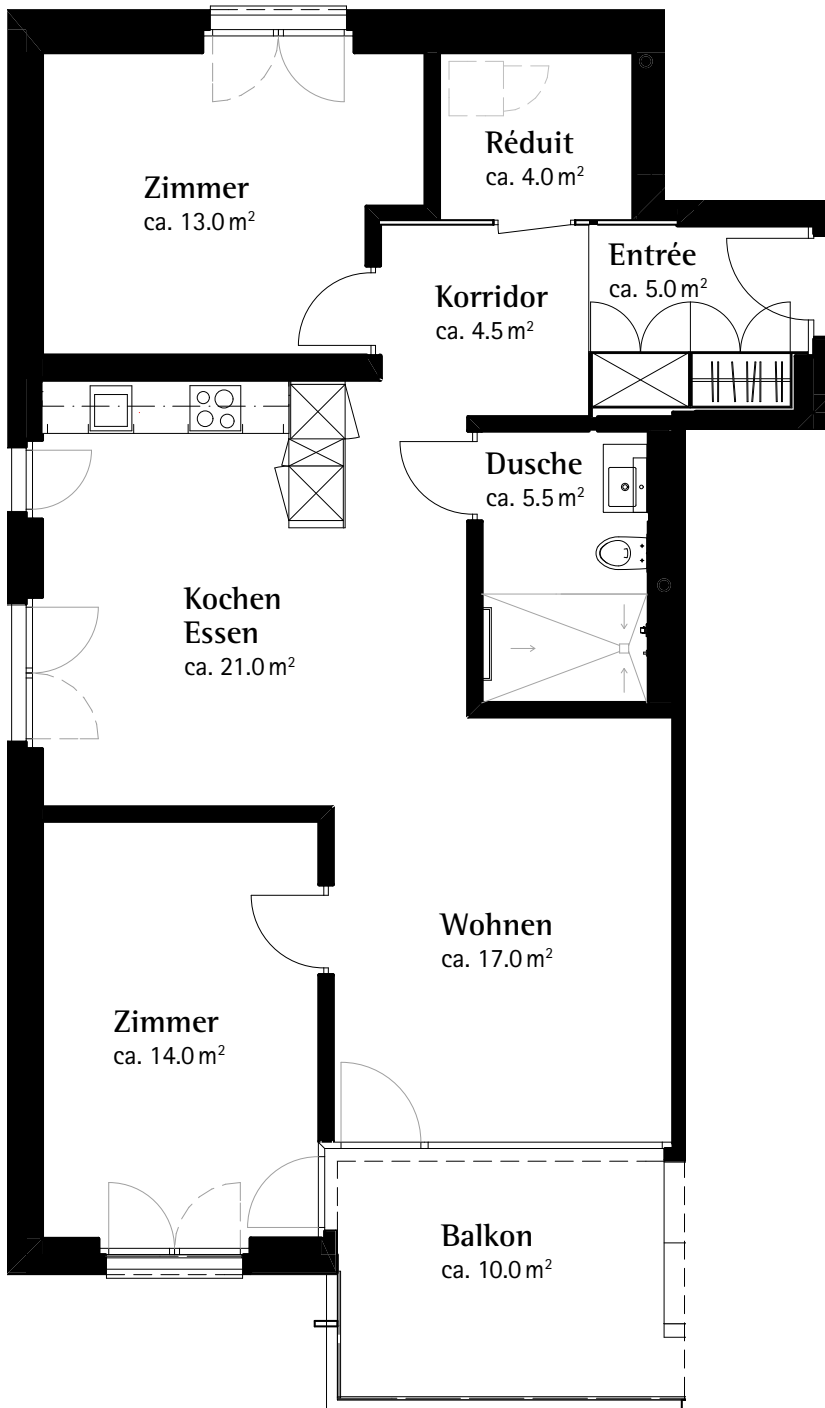 Réduit
ca. 4.0 m²
Zimmer
ca. 13.0 m²
Entrée
ca. 5.0 m²
Korridor
ca. 4.5 m²
Dusche
ca. 5.5 m²
Kochen
Essen
ca. 21.0 m²
Wohnen
ca. 17.0 m²
Zimmer
ca. 14.0 m²
Balkon
ca. 10.0 m²